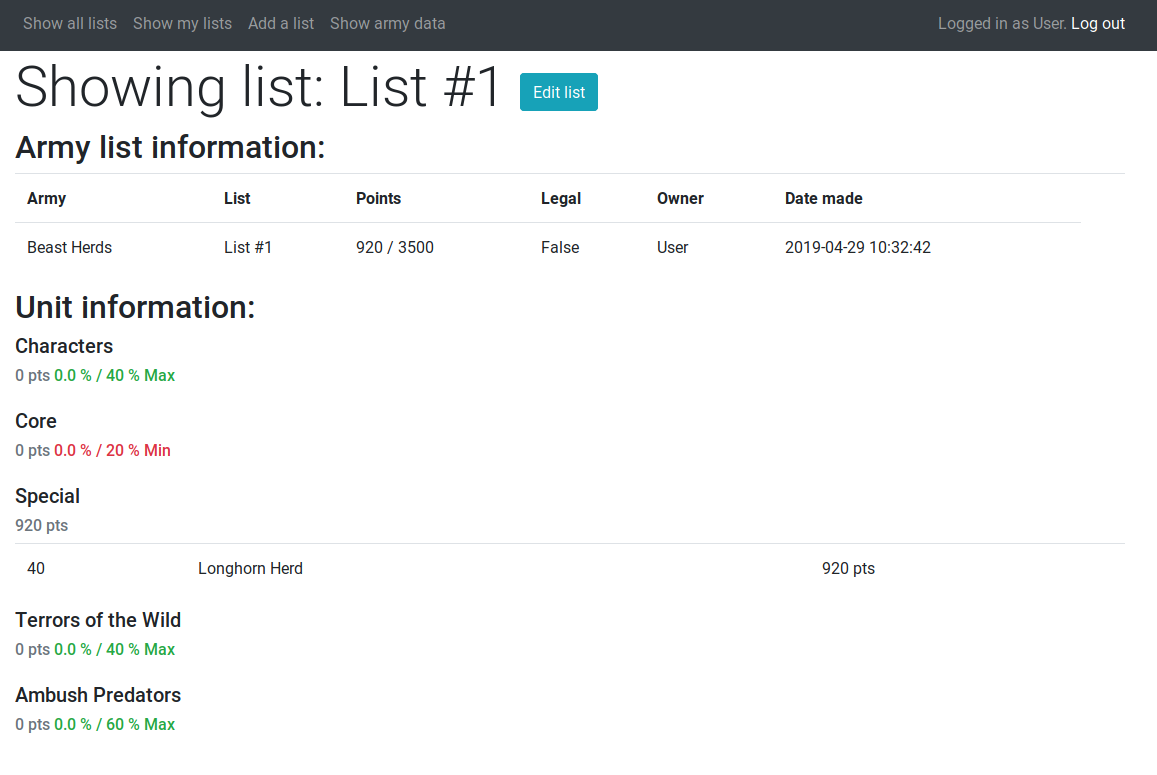 Show all lists Show my lists Add a list Show army data Logged in as User. Log out
Showing list: List #1 Edit list
Army list information:
Army List Points Legal Owner Date made
Beast Herds List #1 920 / 3500 False User 2019-04-29 10:32:42
Unit information:
Characters
0 pts 0.0 % / 40 % Max
Core
0 pts 0.0 % / 20 % Min
Special
920 pts
40 Longhorn Herd 920 pts
Terrors of the Wild
0 pts 0.0 % / 40 % Max
Ambush Predators
0 pts 0.0 % / 60 % Max